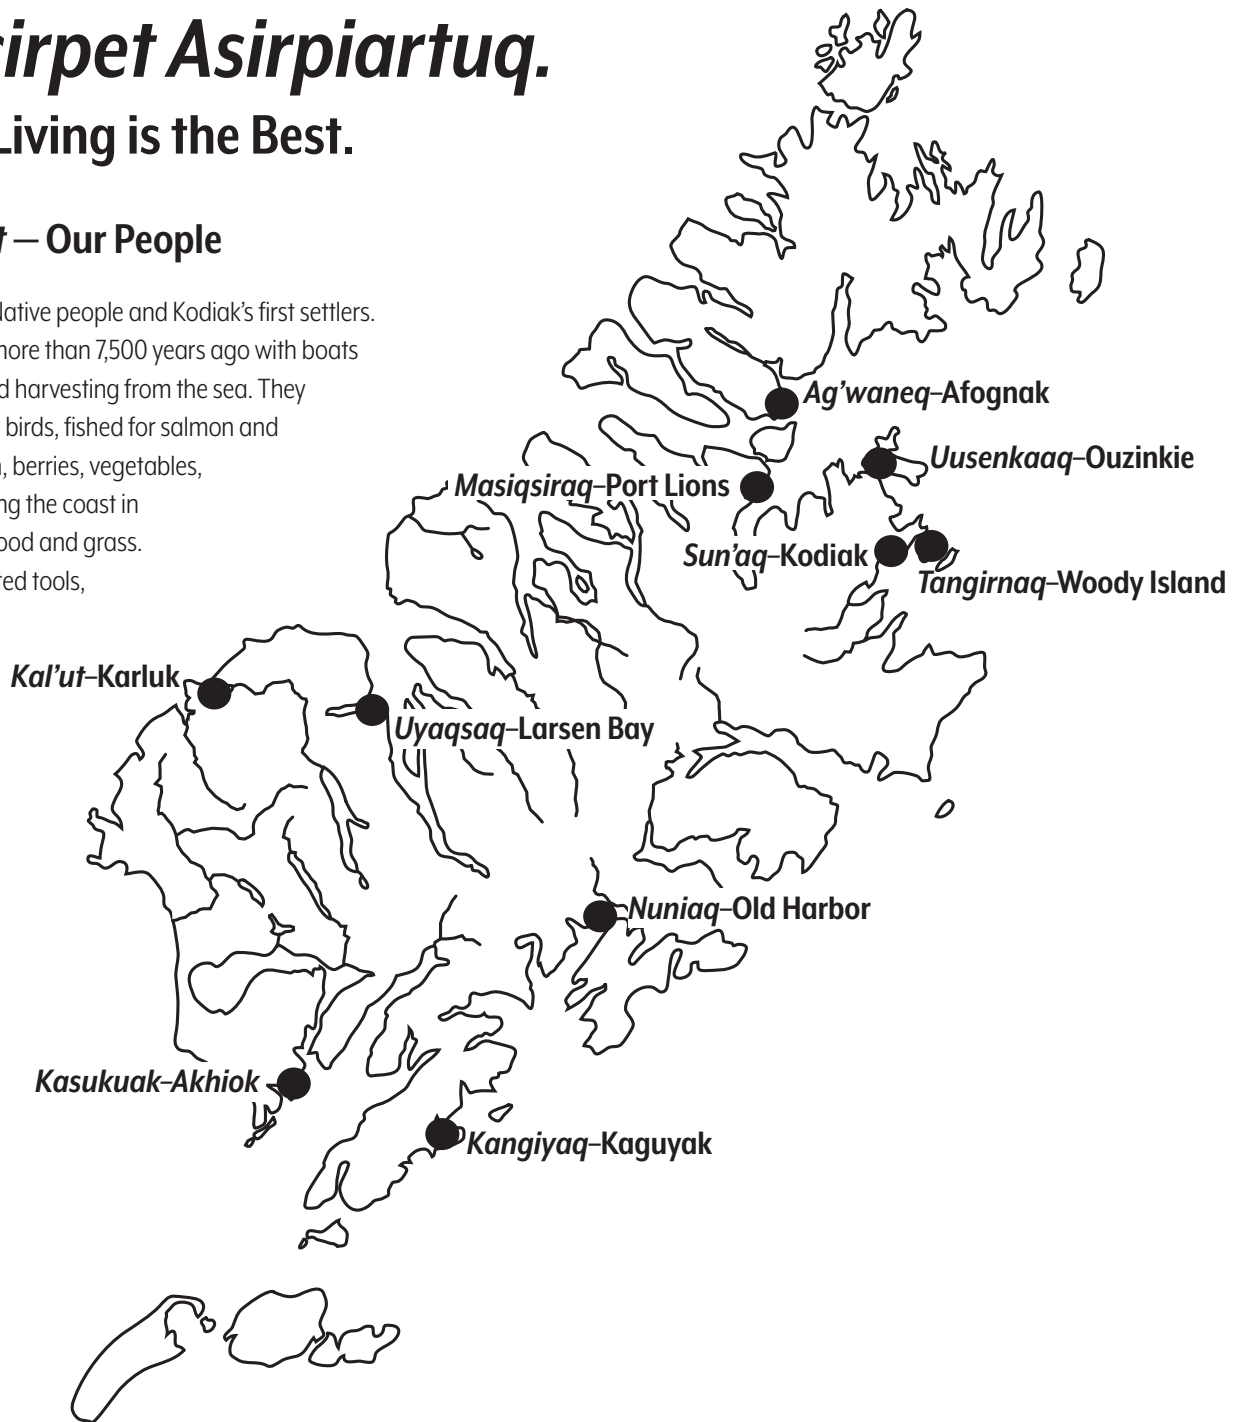 sirpet Asirpiartuq.
Living is the Best.
t – Our People
Native people and Kodiak’s first settlers.
more than 7,500 years ago with boats
d harvesting from the sea. They
birds, fished for salmon and
, berries, vegetables,
ng the coast in
ood and grass.
ted tools,
Ag’waneq–Afognak
Uusenkaaq–Ouzinkie
Masiqsiraq–Port Lions
Sun’aq–Kodiak
Tangirnaq–Woody Island
Kal’ut–Karluk
Uyaqsaq–Larsen Bay
Nuniaq–Old Harbor
Kasukuak–Akhiok
Kangiyaq–Kaguyak